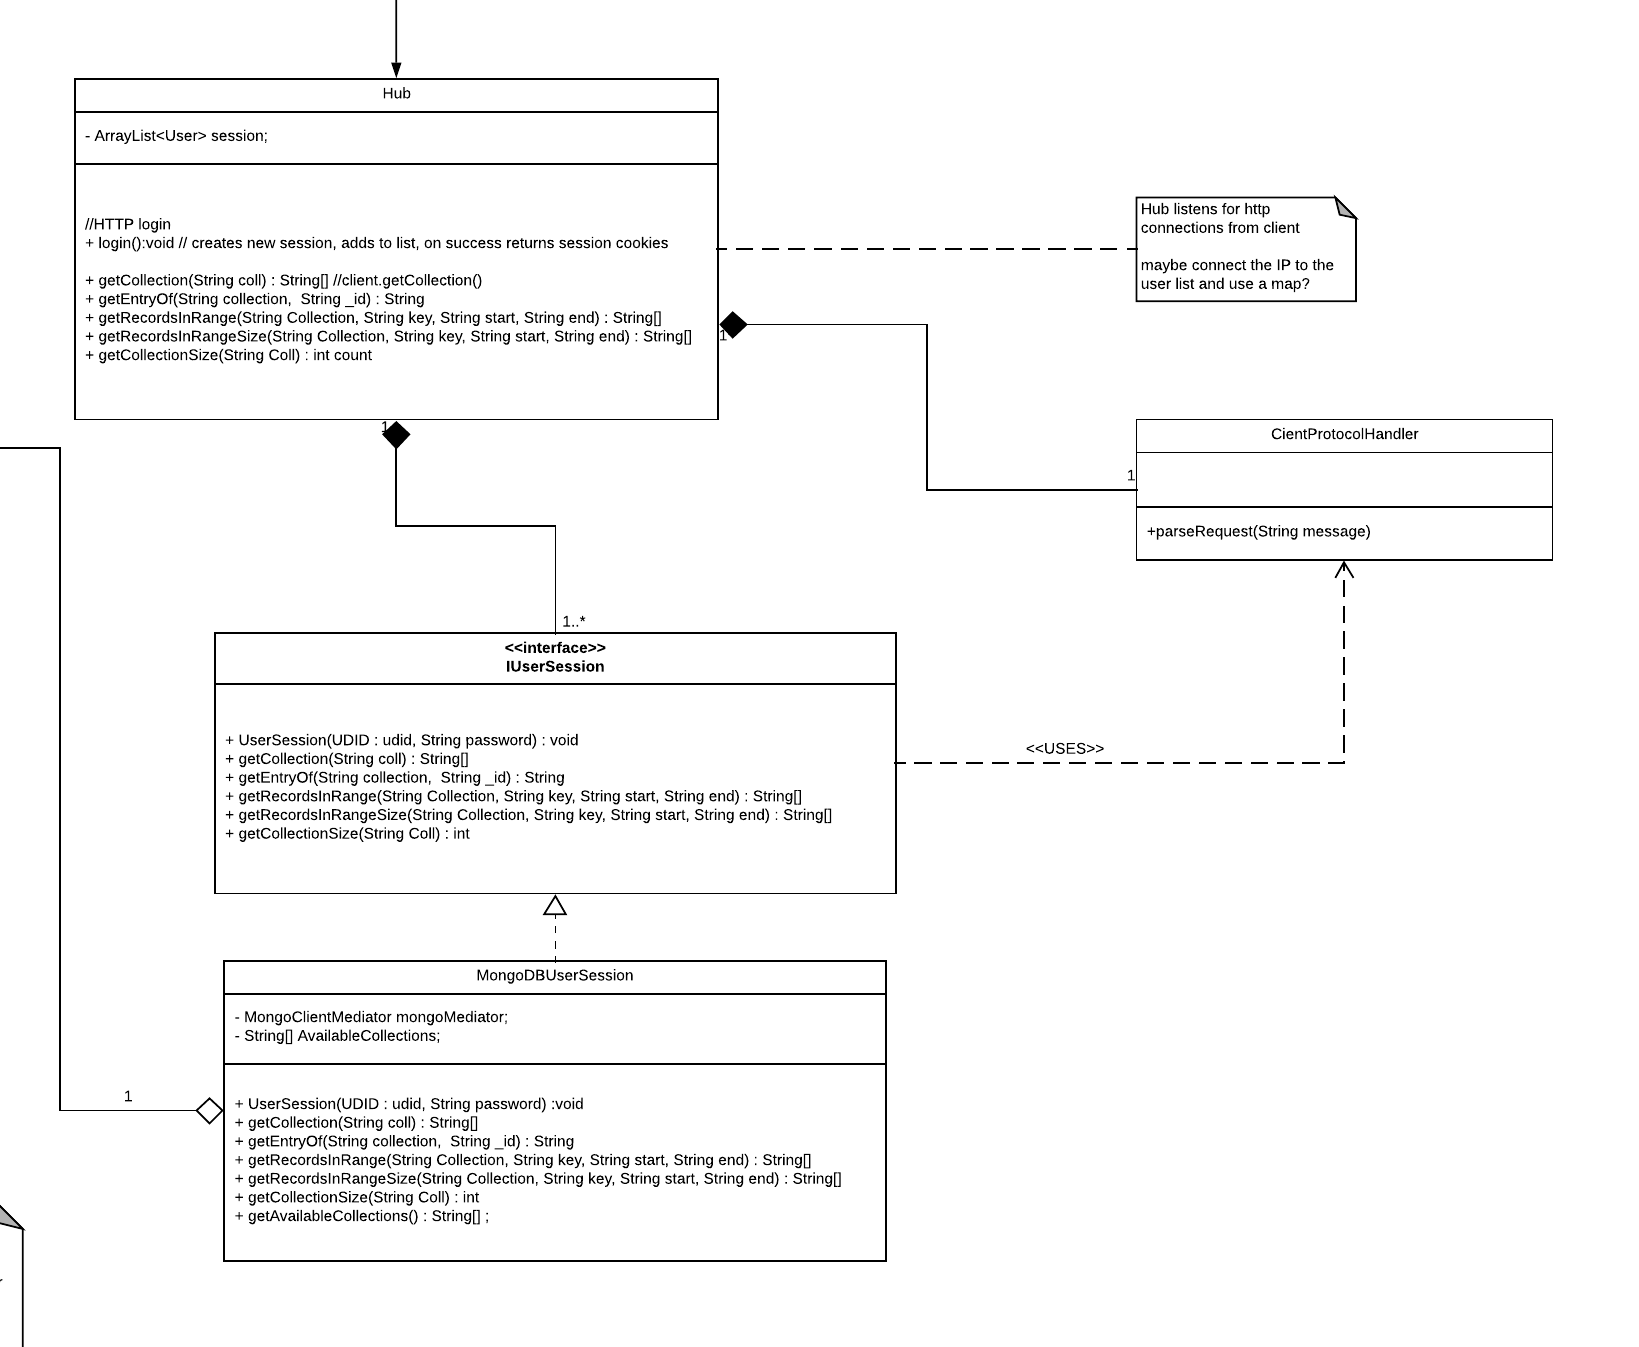 Hub
- ArrayList<User> session;
//HTTP login
+ login():void // creates new session, adds to list, on success returns session cookies
+ getCollection(String coll) : String[] //client.getCollection()
+ getEntryOf(String collection,  String _id) : String
+ getRecordsInRange(String Collection, String key, String start, String end) : String[]
+ getRecordsInRangeSize(String Collection, String key, String start, String end) : String[]
+ getCollectionSize(String Coll) : int count
Hub listens for http
connections from client
maybe connect the IP to the
user list and use a map?
1
1
CientProtocolHandler
1
+parseRequest(String message)
1..*
<<interface>>
IUserSession
+ UserSession(UDID : udid, String password) : void
+ getCollection(String coll) : String[]
+ getEntryOf(String collection,  String _id) : String
+ getRecordsInRange(String Collection, String key, String start, String end) : String[]
+ getRecordsInRangeSize(String Collection, String key, String start, String end) : String[]
+ getCollectionSize(String Coll) : int
<<USES>>
MongoDBUserSession
- MongoClientMediator mongoMediator;
- String[] AvailableCollections;
1
+ UserSession(UDID : udid, String password) :void
+ getCollection(String coll) : String[]
+ getEntryOf(String collection,  String _id) : String
+ getRecordsInRange(String Collection, String key, String start, String end) : String[]
+ getRecordsInRangeSize(String Collection, String key, String start, String end) : String[]
+ getCollectionSize(String Coll) : int
+ getAvailableCollections() : String[] ;